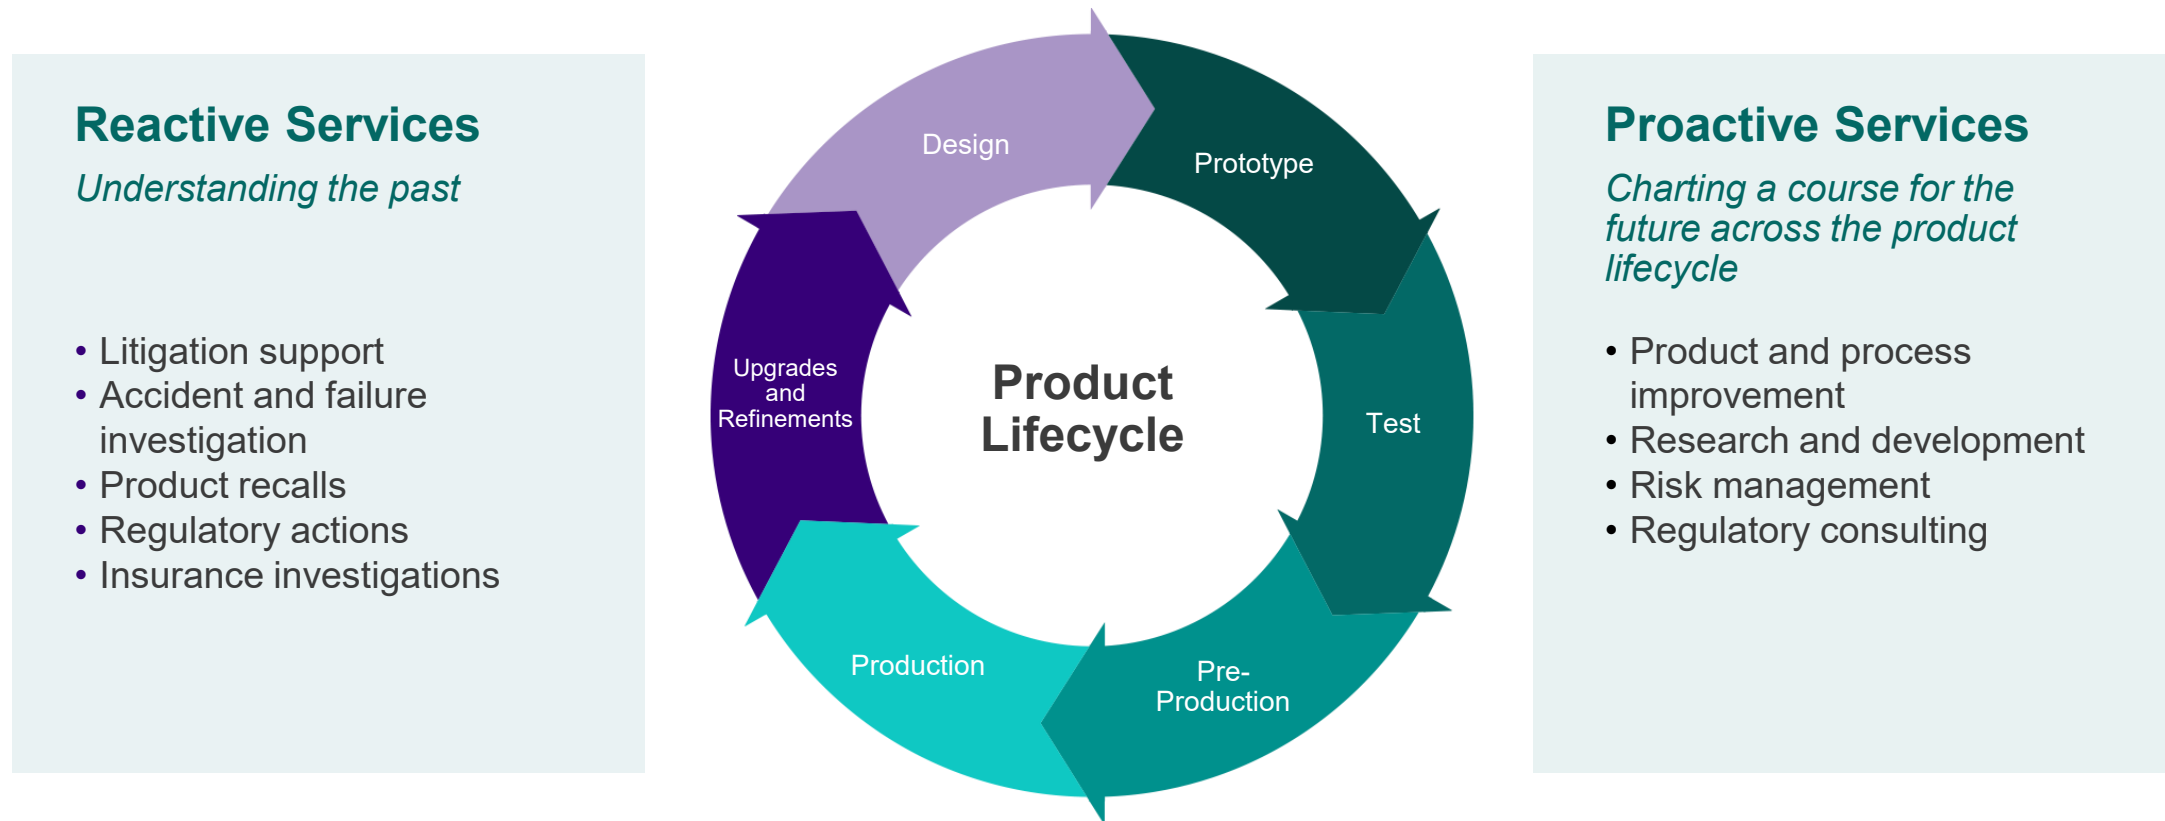 Reactive Services
Understanding the past
• Litigation support
• Accident and failure
investigation
• Product recalls
• Regulatory actions
• Insurance investigations
Design
Prototype
Test
Pre-
Production
Production
Upgrades
and
Refinements
Product
Lifecycle
Proactive Services
Charting a course for the
future across the product
lifecycle
• Product and process
improvement
• Research and development
• Risk management
• Regulatory consulting